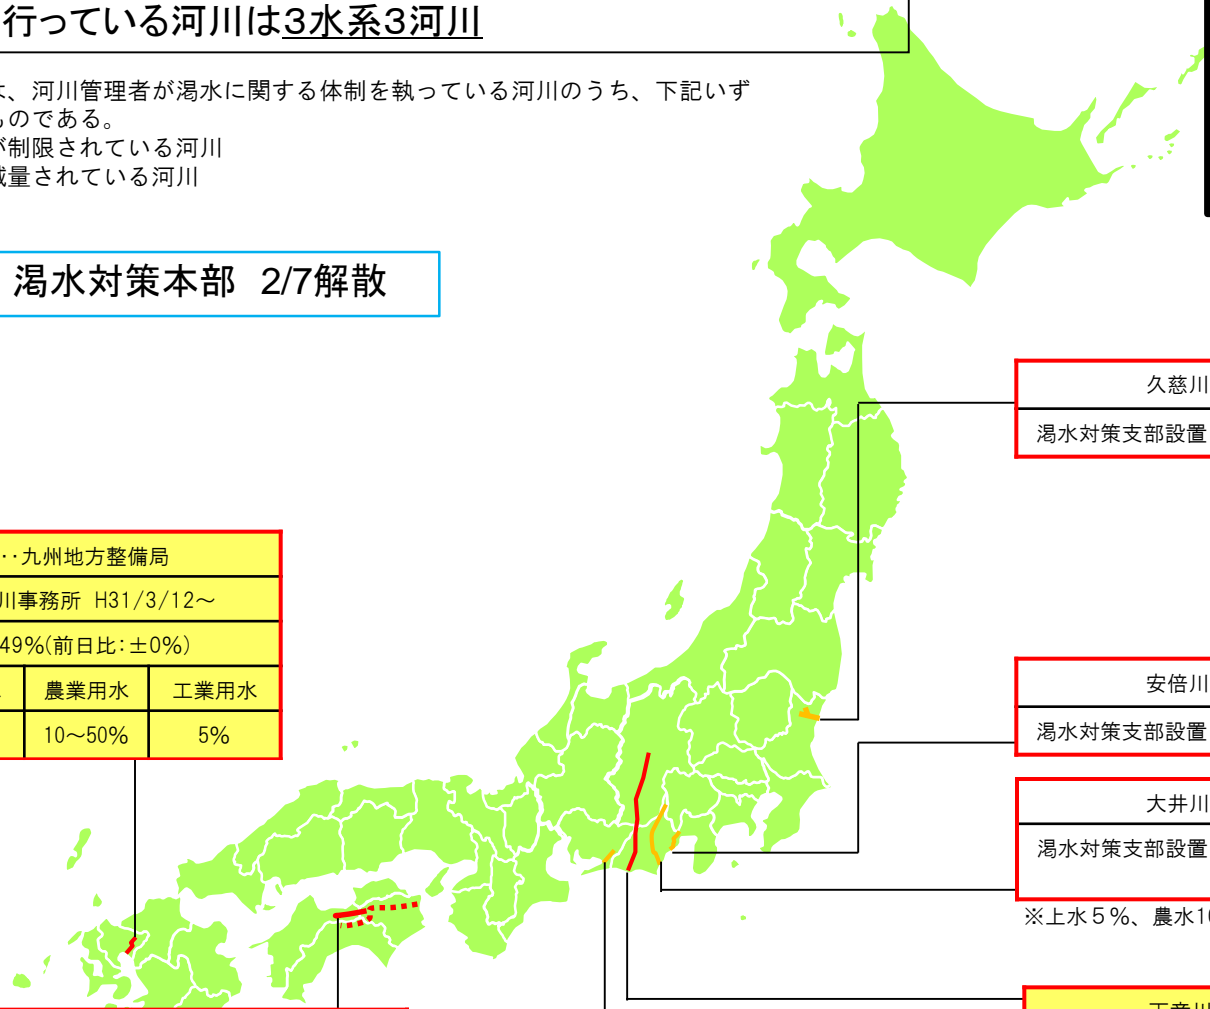 行っている河川は3水系3河川
、河川管理者が渇水に関する体制を執っている河川のうち、下記いず
ものである。
が制限されている河川
減量されている河川
渇水対策本部 2/7解散
久慈川
渇水対策支部設置
‥九州地方整備局
川事務所 H31/3/12～
49%(前日比:±0%)
農業用水 工業用水
10～50% 5%
安倍川
渇水対策支部設置
大井川
渇水対策支部設置
※上水５%、農水1